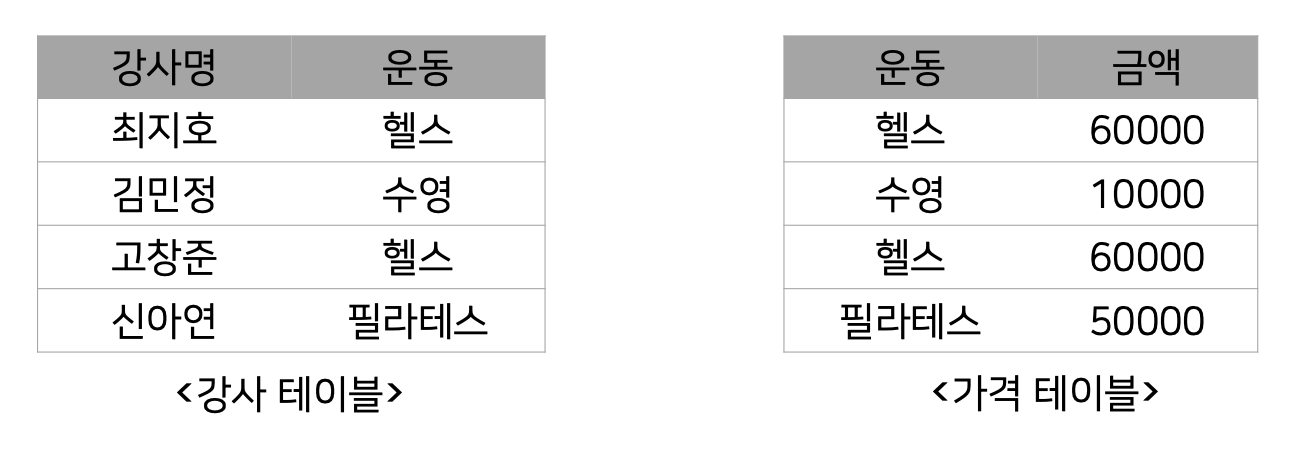 강사명 운동 운동 금액
최지호 헬스 헬스 60000
김민정 수영 수영 10000
고창준 헬스 헬스 60000
신아연 필라테스 필라테스 50000
<강사 테이블> <가격 테이블>